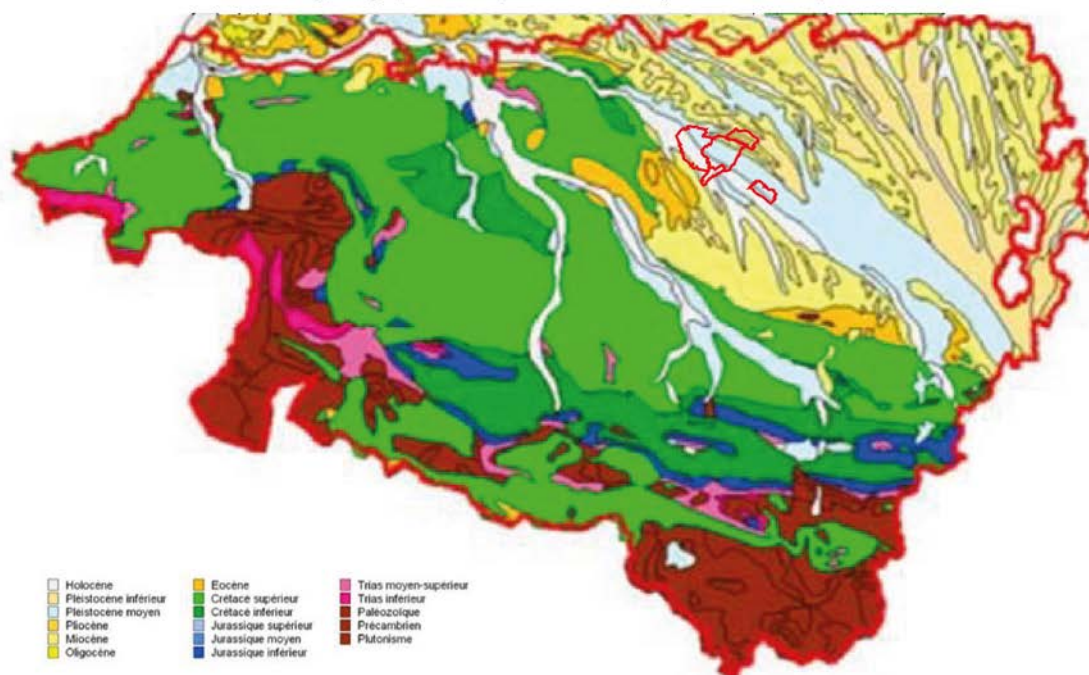 Holocène
Pleistocène inférieur
Pleistocène moyen
Pliocène
Miocène
Oligocène
Eocène
Crétacé supérieur
Crétacé inférieur
Jurassique supérieur
Jurassique moyen
Jurassique inférieur
Trias moyen-supérieur
Trias inférieur
Paléozoïque
Précambrien
Plutonisme